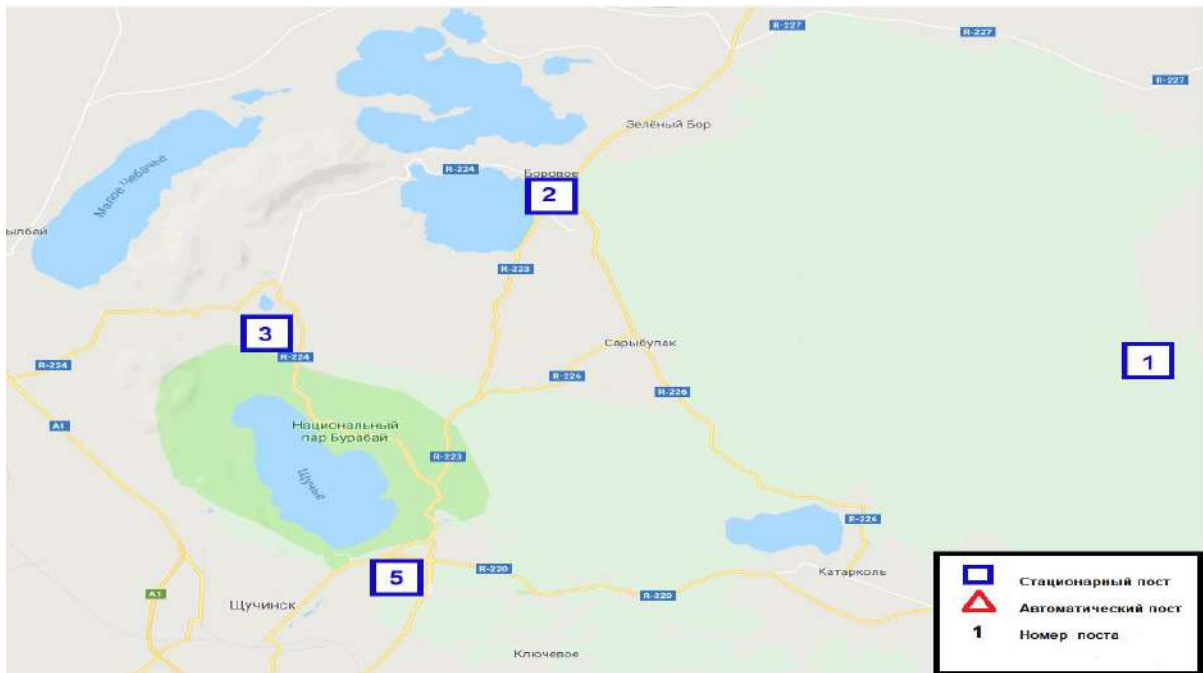 R-227
R-227
R-227
Зелёный Бор
R-224
Боровое
2
Малое Чебачье
ылбай
R-223
3
Сарыбулак
R-224
R-224
1
R-226
R-226
A1
Национальный
пар Бурабай
R-223
Щучье
R-226
5
R-220
Катарколь
A1
R-220
Щучинск
Ключевое
Стационарный пост
Автоматический пост
1 Номер поста